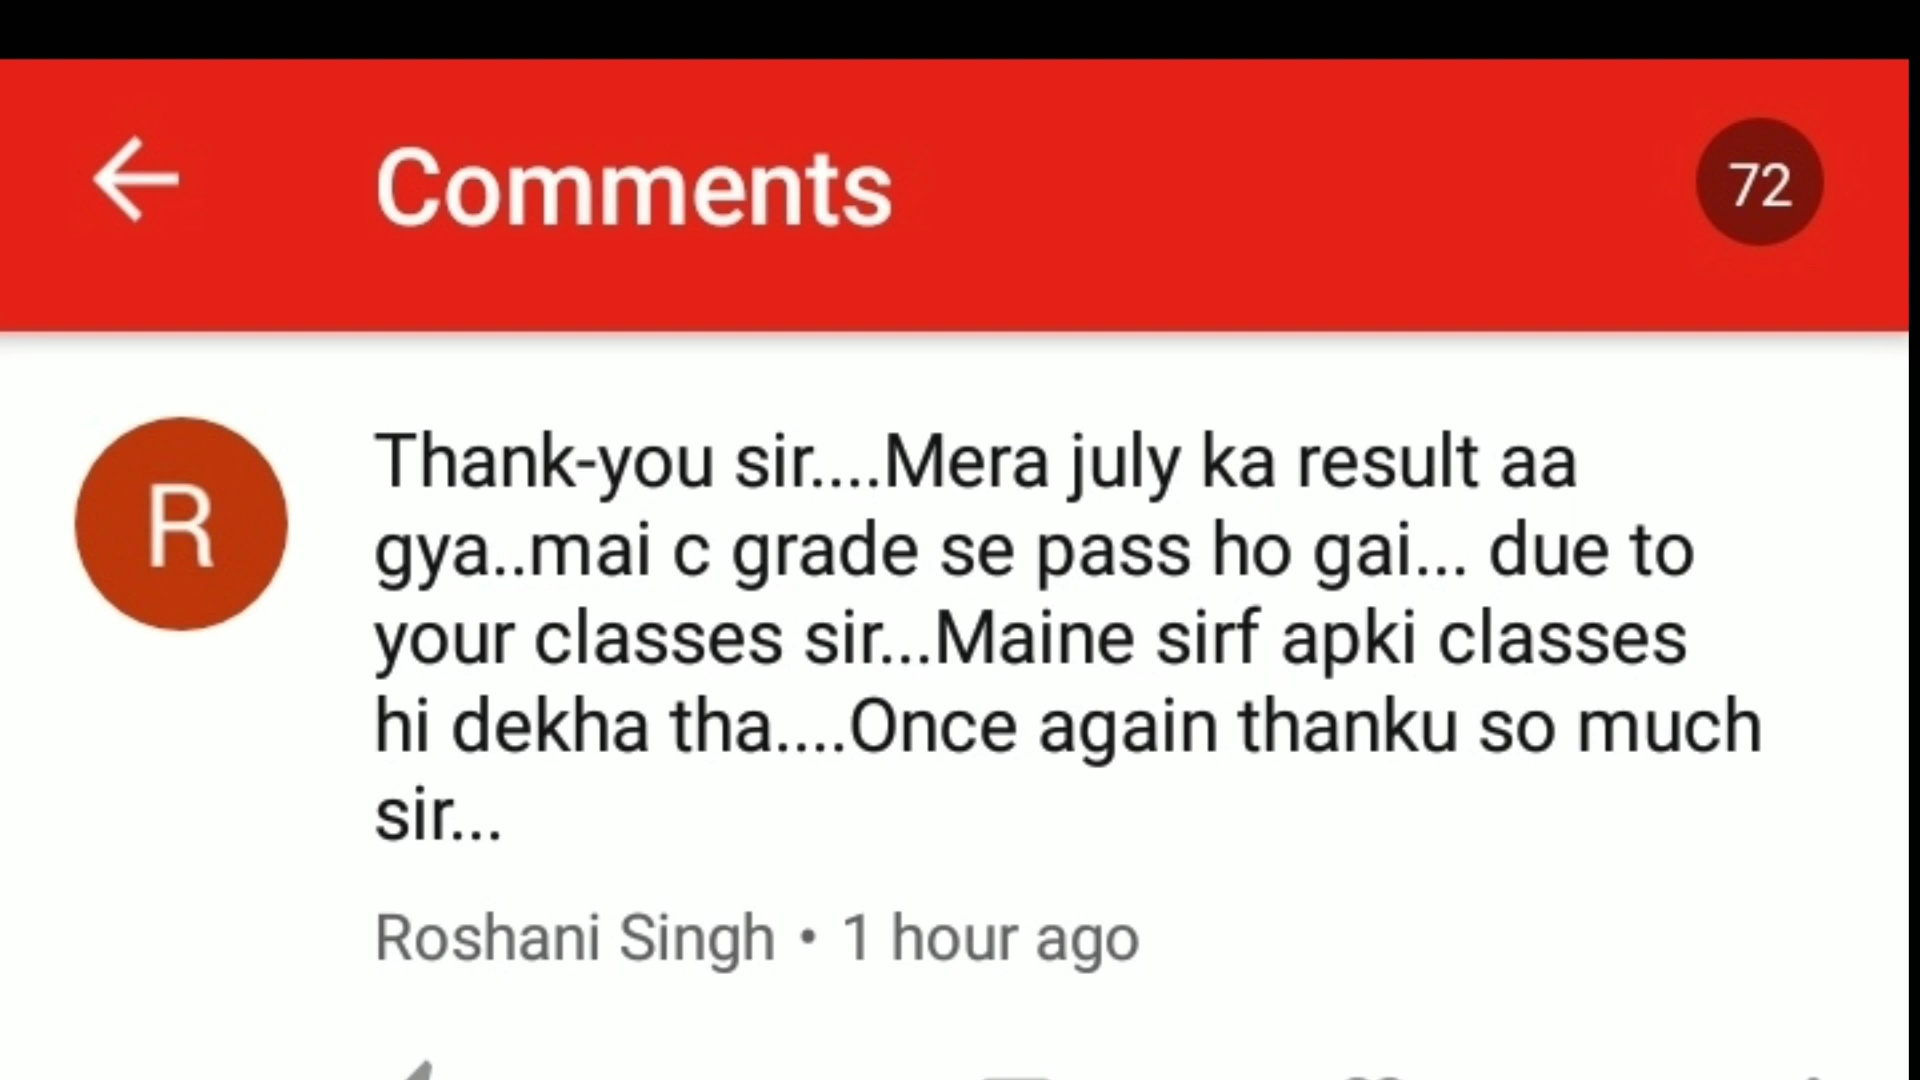 Comments
72
R
Thank-you sir....Mera july ka result aa
gya..mai c grade se pass ho gai... due to
your classes sir...Maine sirf apki classes
hi dekha tha....Once again thanku so much
sir...
Roshani Singh • 1 hour ago